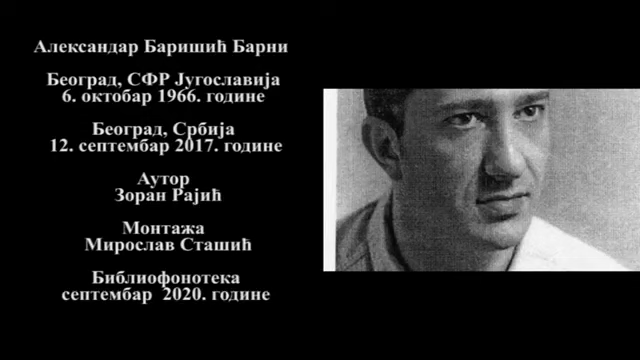 Александар Баришић Барни
Београд, СФР Југославија
6. октобар 1966. године
Београд, Србија
12. септембар 2017. године
Аутор
Зоран Рајић
Монтажа
Мирослав Сташић
Библиофонотека
септембар 2020. године